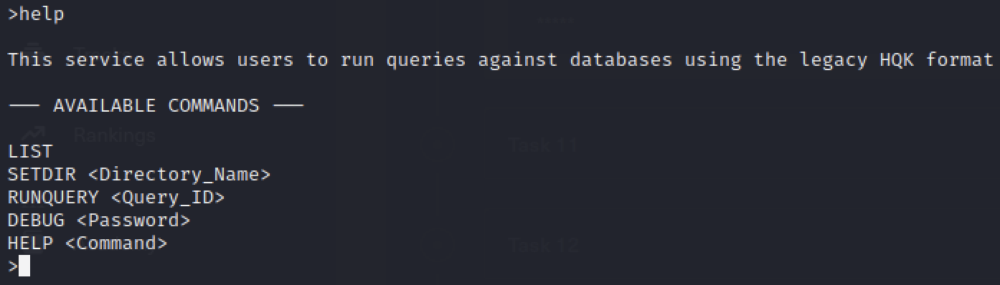 >help
This service allows users to run queries against databases using the legacy HQK format
--- AVAILABLE COMMANDS ---
Rankings
LIST
Task 11
SETDIR <Directory_Name>
RUNQUERY <Query_ID>
DEBUG <Password>
HELP <Command>
Task 12
>